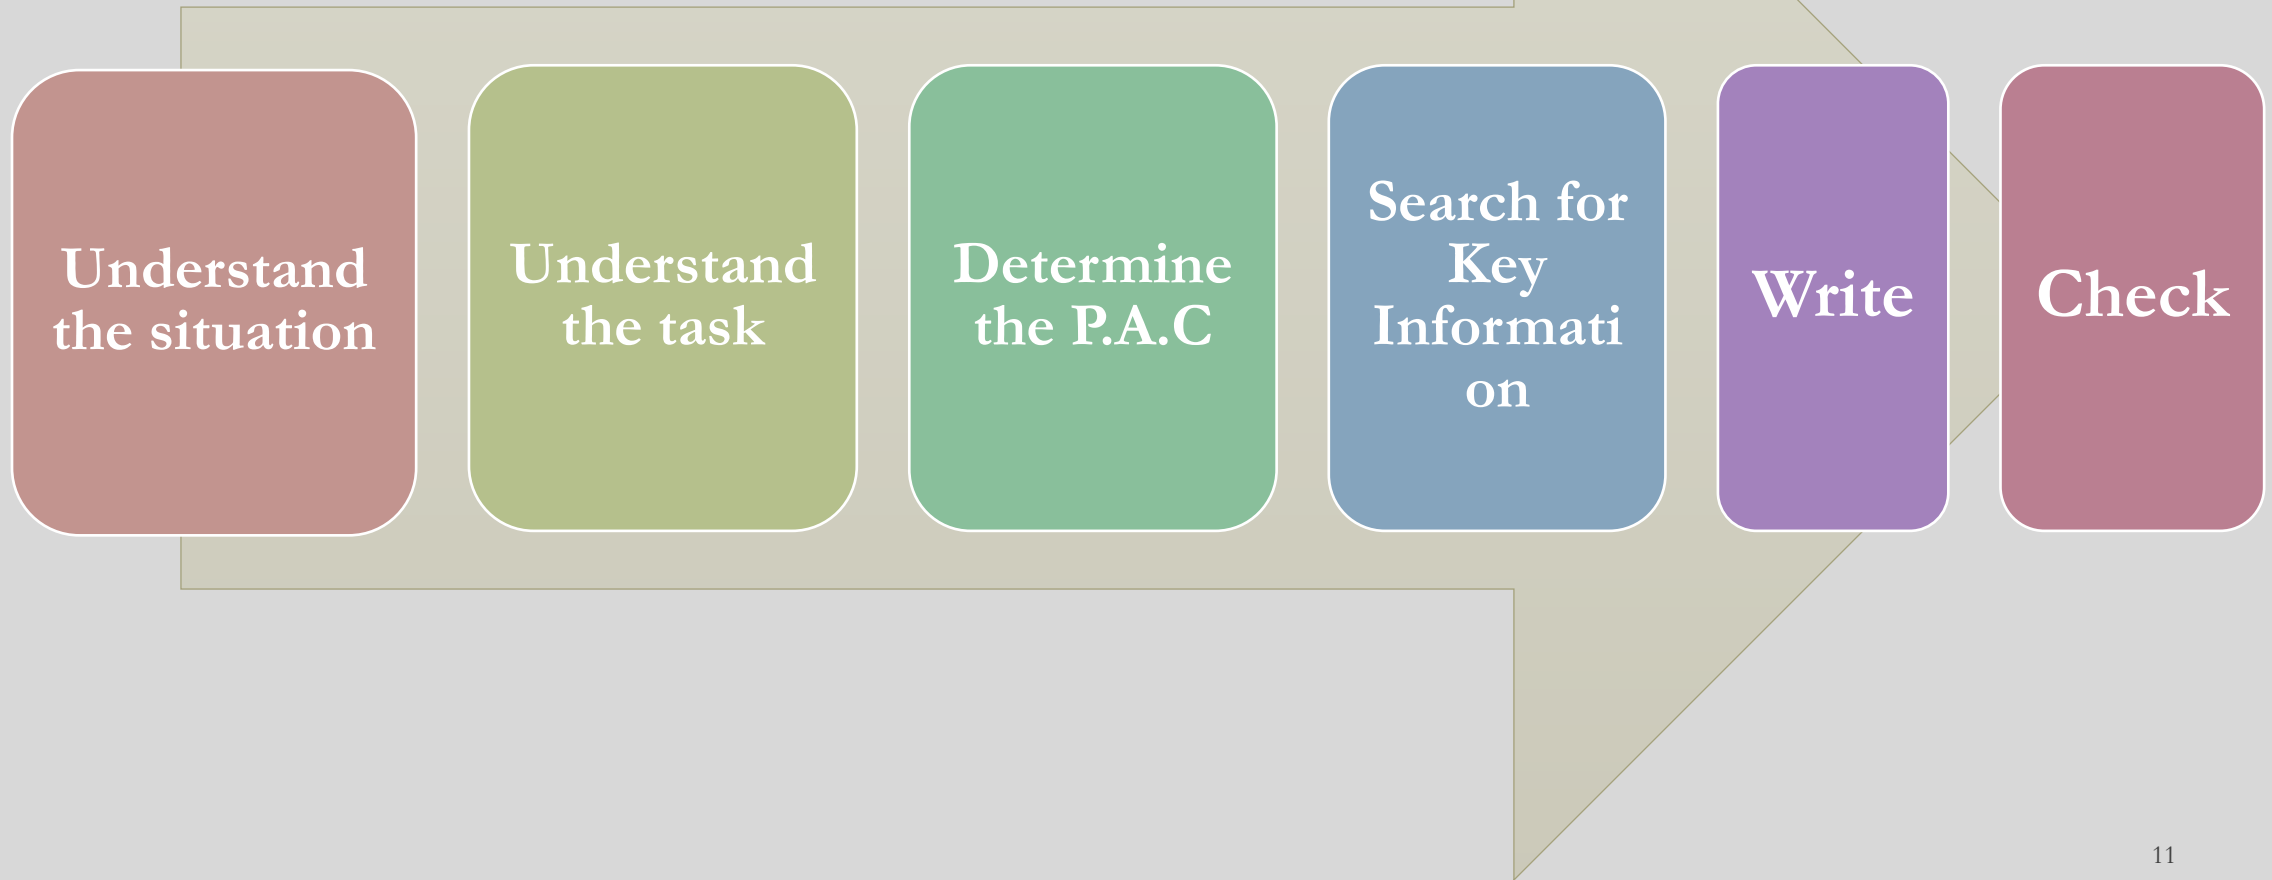 Understand
the situation
Understand
the task
Determine
the P.A.C
Search for
Key
Informati
on
Write
Check
11